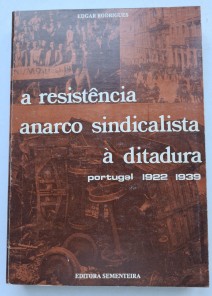 EDGAR RODRIGUES
a resistência
anarco sindicalista
à ditadura
portugal 1922 1939
EDITORA SEMENTEIRA